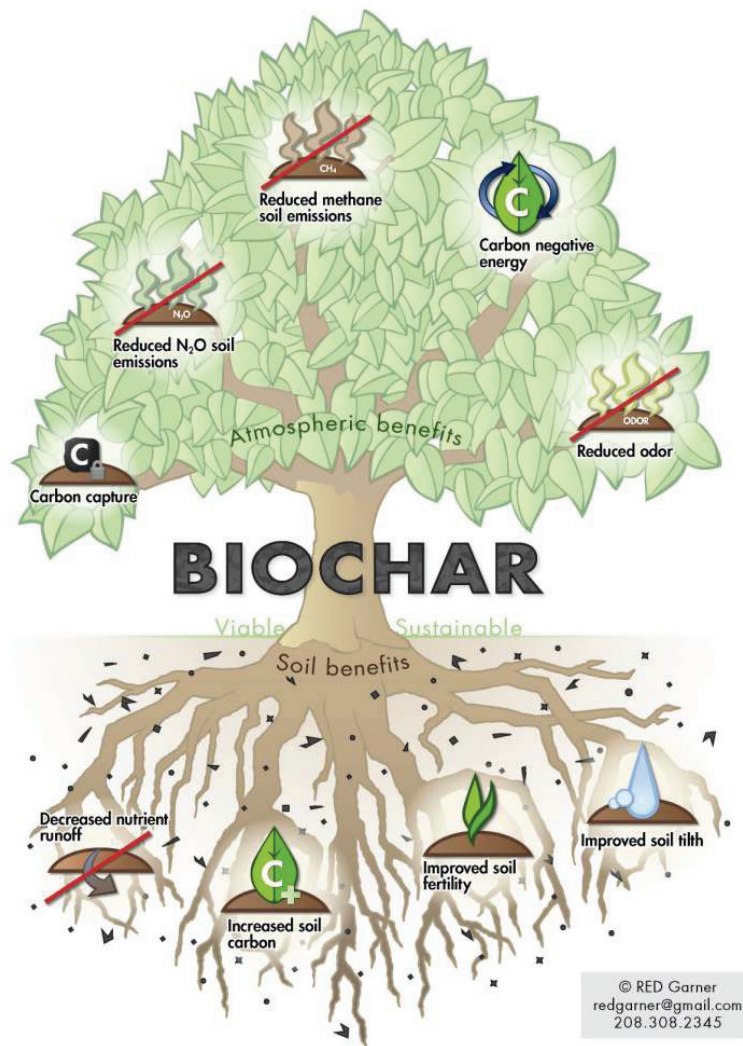 CH₄
Reduced methane
soil emissions
C
Carbon negative
energy
N₂O
Reduced N₂O soil
emissions
ODOR
Reduced odor
Atmospheric benefits
C
Carbon capture
BIOCHAR
Viable Sustainable
Soil benefits
Decreased nutrient
runoff
C
Increased soil
carbon
Improved soil
fertility
Improved soil tilth
© RED Garner
redgarner@gmail.com
208.308.2345